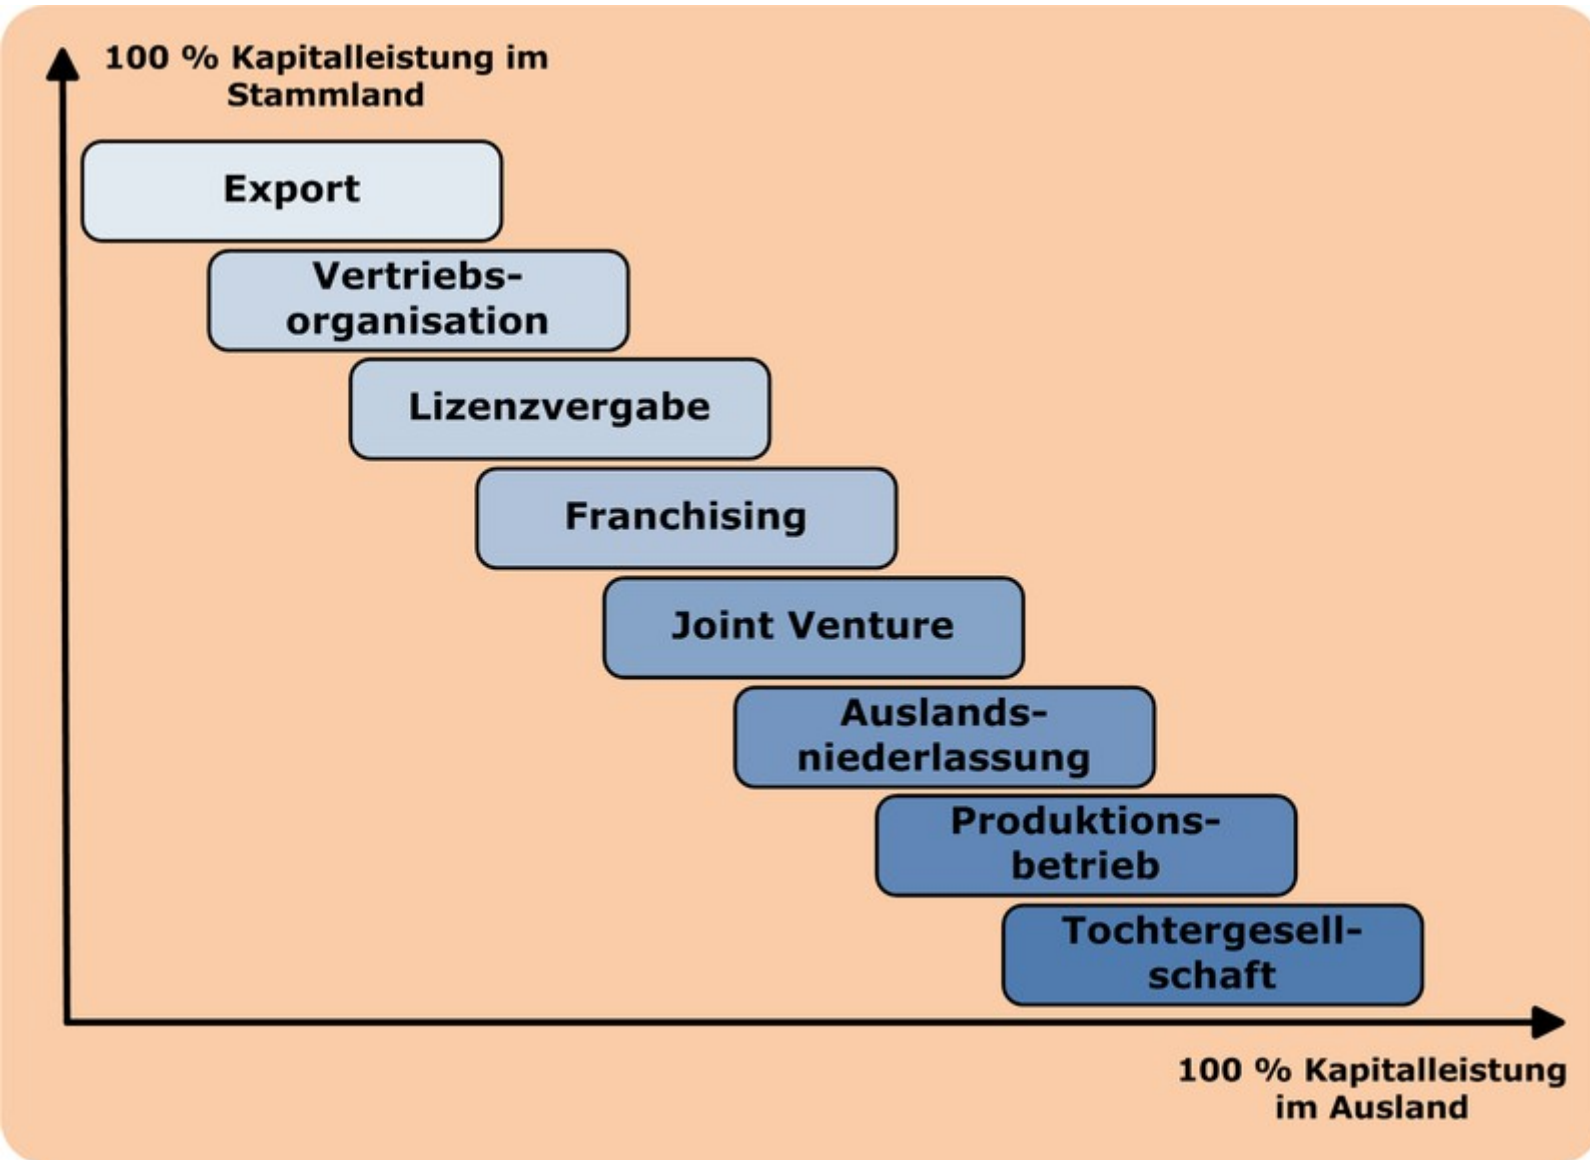 100 % Kapitalleistung im
Stammland
Export
Vertriebs-
organisation
Lizenzvergabe
Franchising
Joint Venture
Auslands-
niederlassung
Produktions-
betrieb
Tochtergesell-
schaft
100 % Kapitalleistung
im Ausland